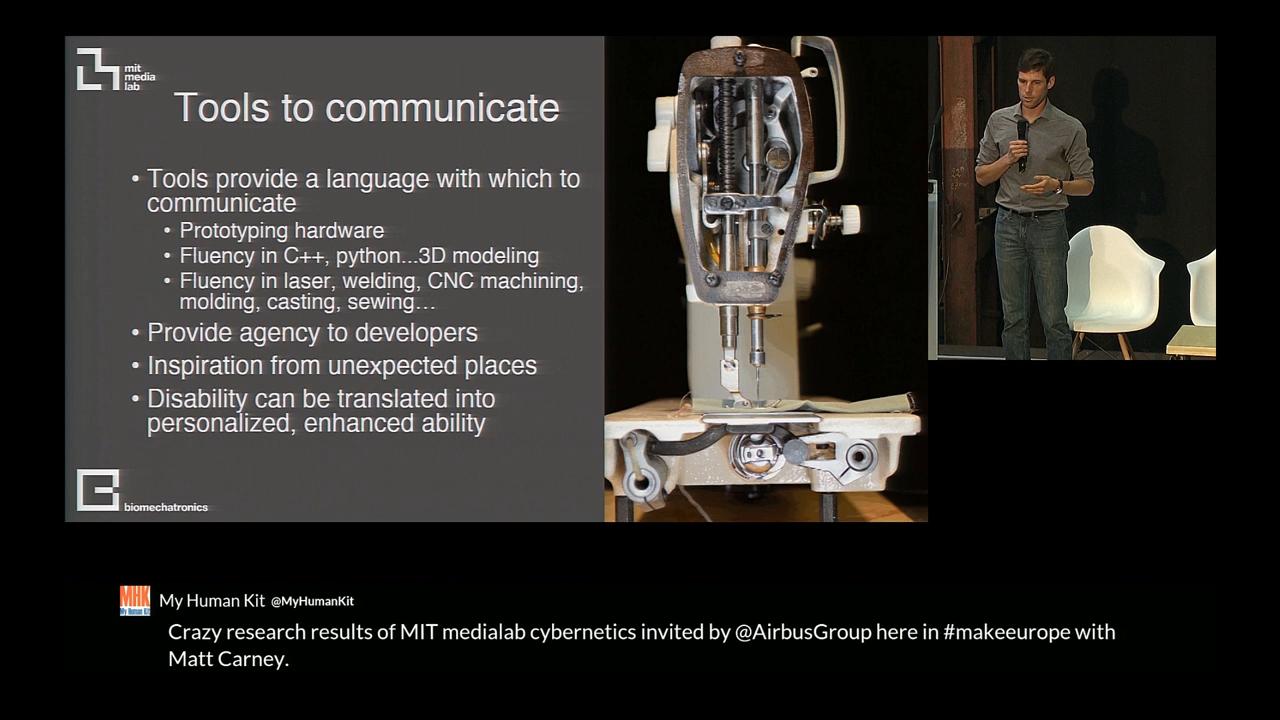 mit
media
lab
Tools to communicate
• Tools provide a language with which to
communicate
• Prototyping hardware
• Fluency in C++, python...3D modeling
• Fluency in laser, welding, CNC machining,
molding, casting, sewing…
• Provide agency to developers
• Inspiration from unexpected places
• Disability can be translated into
personalized, enhanced ability
biomechatronics
MHK
My Human Kit
My Human Kit @MyHumanKit
Crazy research results of MIT medialab cybernetics invited by @AirbusGroup here in #makeeurope with
Matt Carney.